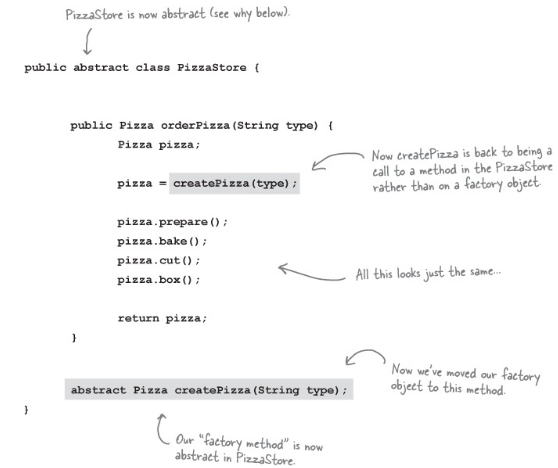 PizzaStore is now abstract (see why below).
public abstract class PizzaStore {
public Pizza orderPizza(String type) {
Pizza pizza;
pizza = createPizza(type);
Now createPizza is back to being a
call to a method in the PizzaStore
rather than on a factory object.
pizza.prepare();
pizza.bake();
pizza.cut();
pizza.box();
All this looks just the same...
return pizza;
}
Now we've moved our factory
object to this method.
abstract Pizza createPizza(String type);
}
Our "factory method" is now
abstract in PizzaStore.